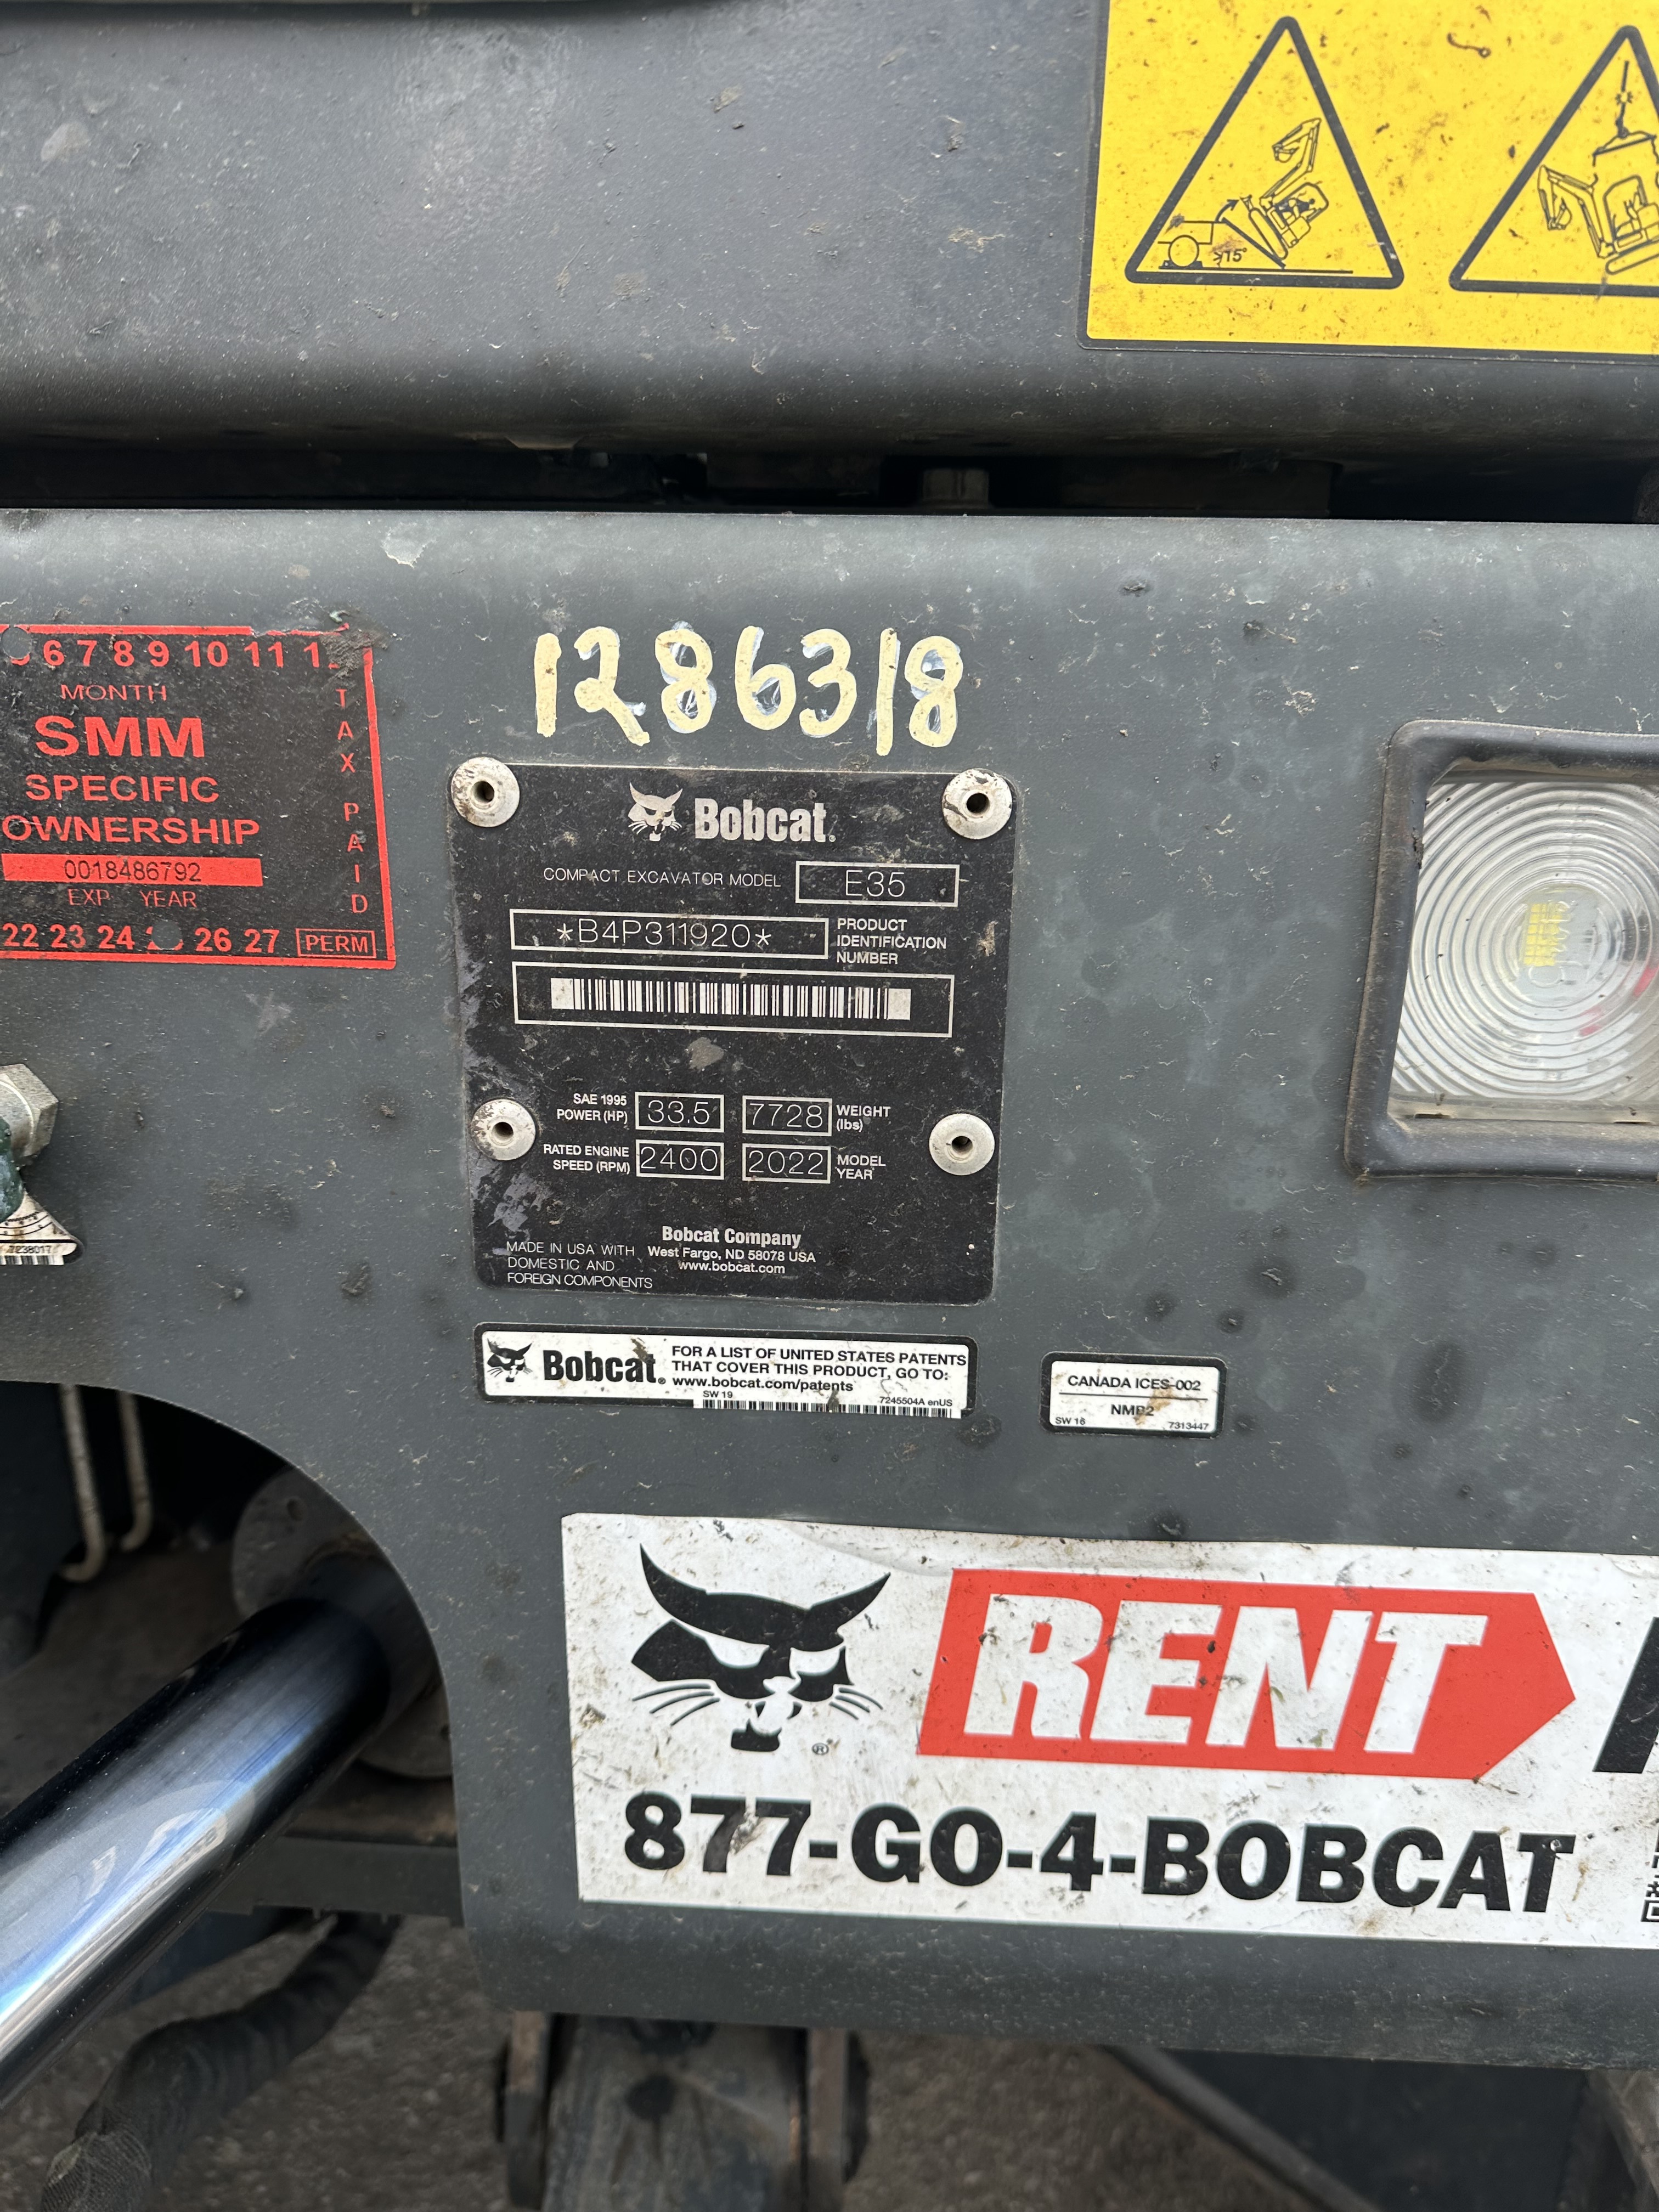 >15°
1286318
6 7 8 9 10 11
MONTH
TAX PAID
SMM
SPECIFIC
OWNERSHIP
0018486792
EXP YEAR
22 23 24 26 27 PERM
Bobcat®
COMPACT EXCAVATOR MODEL E35
*B4P311920* PRODUCT
IDENTIFICATION
NUMBER
SAE 1995
POWER (HP) 33.5 7728 WEIGHT
(lbs)
RATED ENGINE
SPEED (RPM) 2400 2022 MODEL
YEAR
Bobcat Company
West Fargo, ND 58078 USA
www.bobcat.com
MADE IN USA WITH
DOMESTIC AND
FOREIGN COMPONENTS
7238017
Bobcat®
FOR A LIST OF UNITED STATES PATENTS
THAT COVER THIS PRODUCT, GO TO:
www.bobcat.com/patents
SW 19 7245504A enUS
CANADA ICES-002
NMB2
SW 18 7313447
RENT
®
877-GO-4-BOBCAT